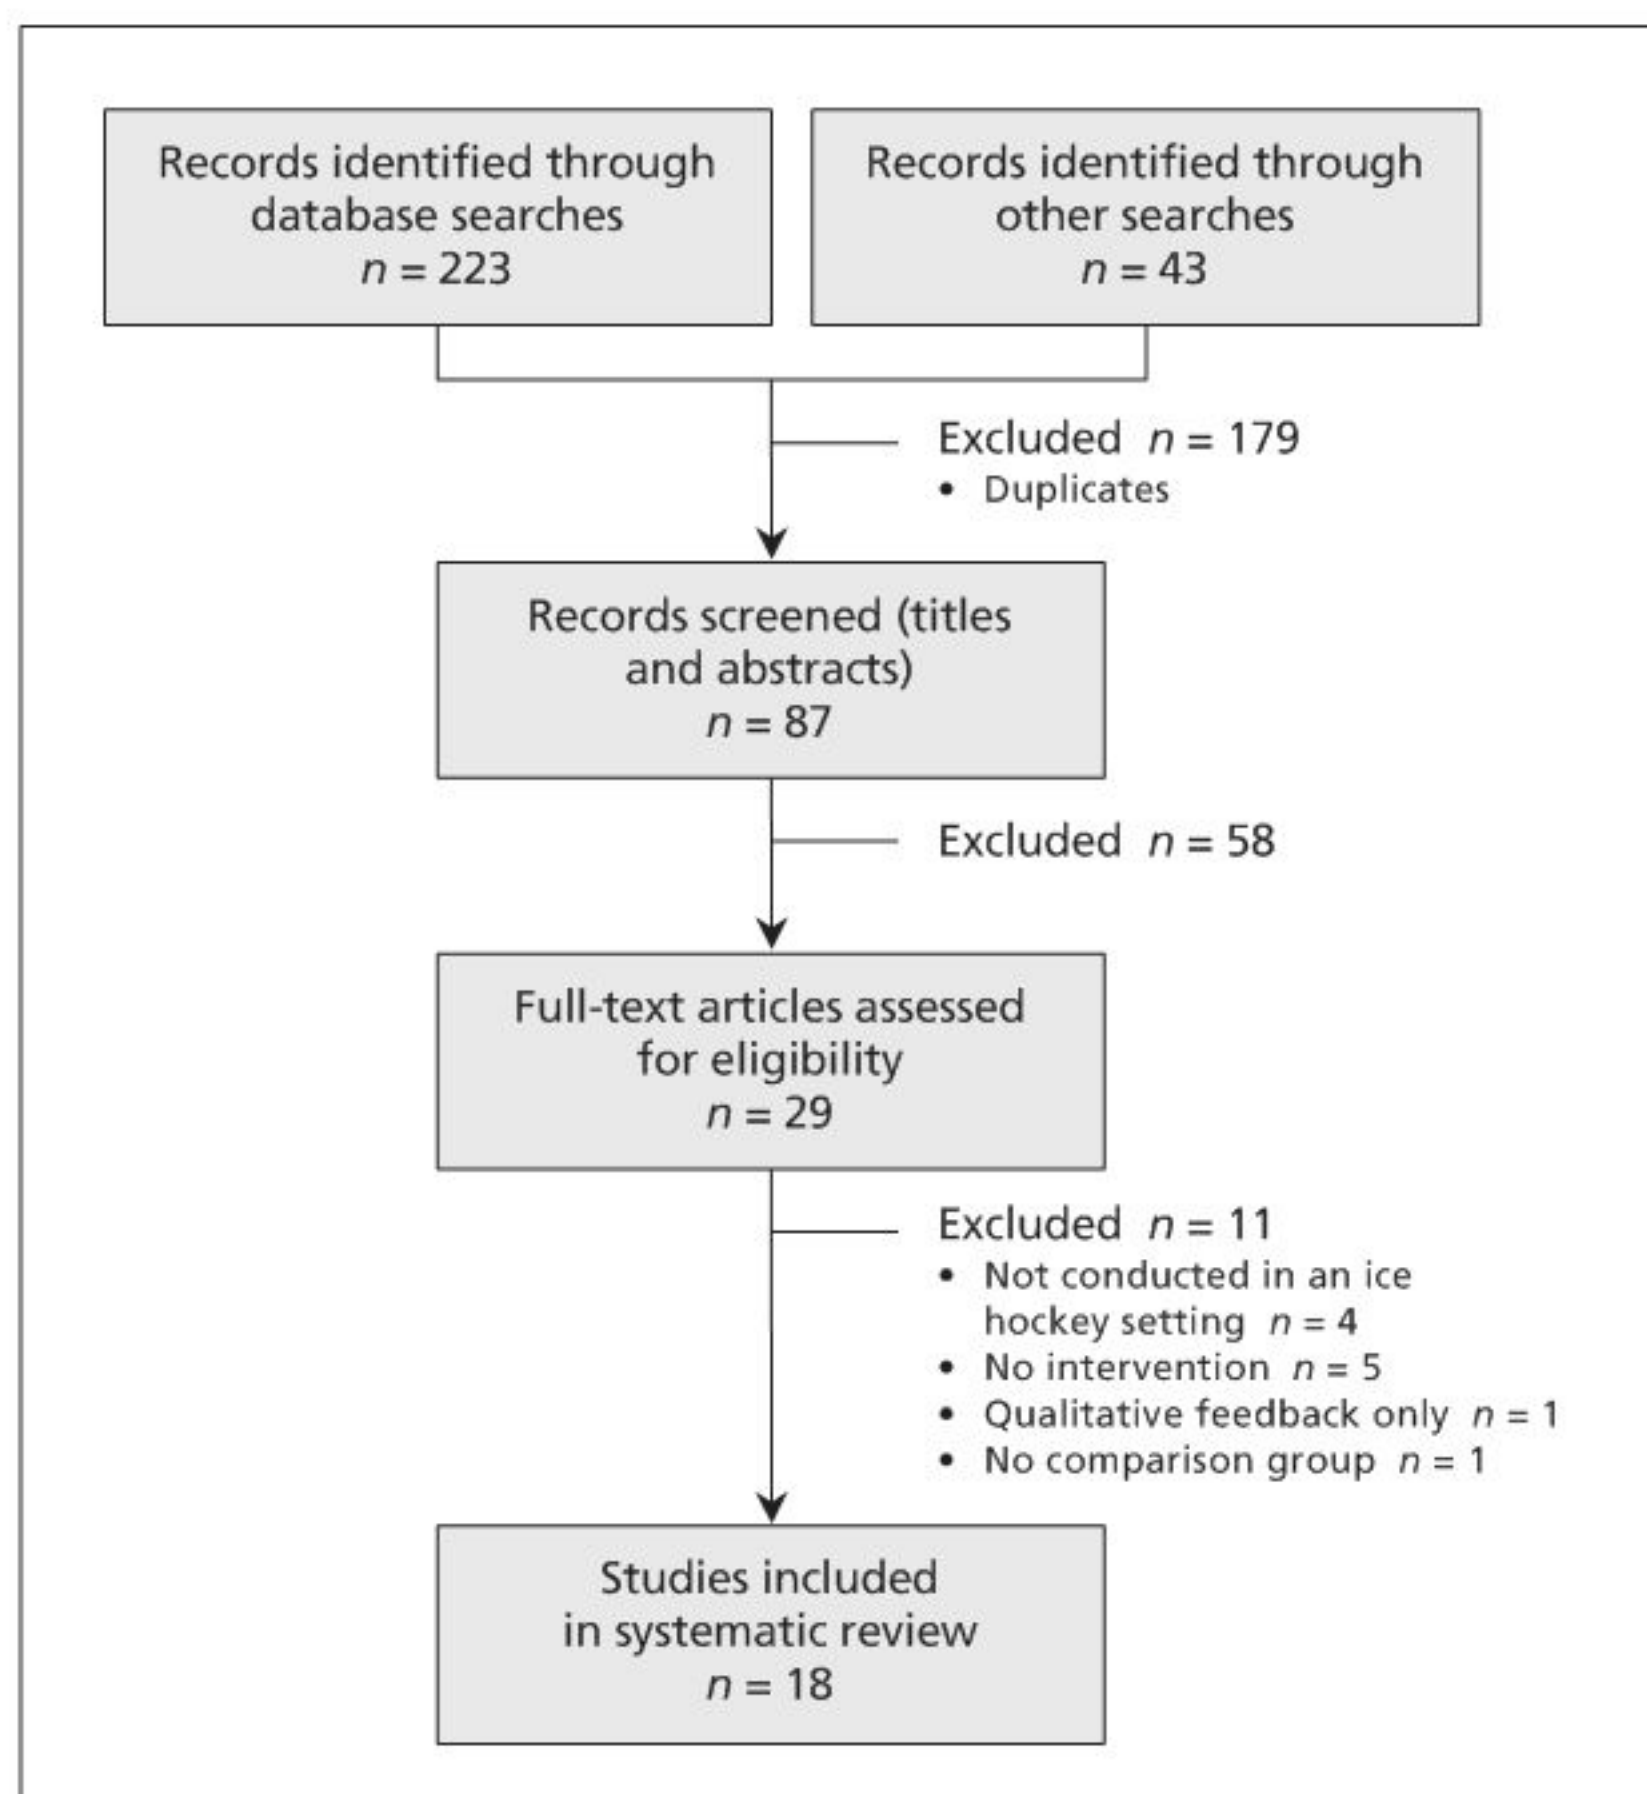 Records identified through
database searches
n = 223
Records identified through
other searches
n = 43
Excluded n = 179
• Duplicates
Records screened (titles
and abstracts)
n = 87
Excluded n = 58
Full-text articles assessed
for eligibility
n = 29
Excluded n = 11
• Not conducted in an ice
hockey setting n = 4
• No intervention n = 5
• Qualitative feedback only n = 1
• No comparison group n = 1
Studies included
in systematic review
n = 18